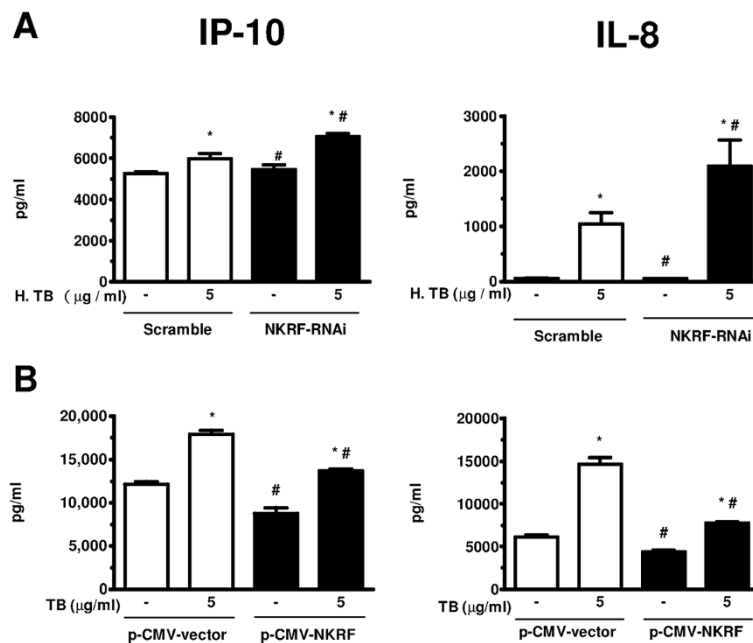 A
IP-10
IL-8
8000
6000
4000
2000
0
pg/ml
* 
#
* #
H. TB ( μg / ml)
- 5 - 5
Scramble NKRF-RNAi
3000
2000
1000
0
pg/ml
*
#
* #
H. TB (μg / ml)
- 5 - 5
Scramble NKRF-RNAi
B
20,000
15,000
10,000
5,000
0
pg/ml
*
#
* #
TB (μg/ml)
- 5 - 5
p-CMV-vector p-CMV-NKRF
20000
15000
10000
5000
0
pg/ml
*
#
* #
TB (μg/ml)
- 5 - 5
p-CMV-vector p-CMV-NKRF